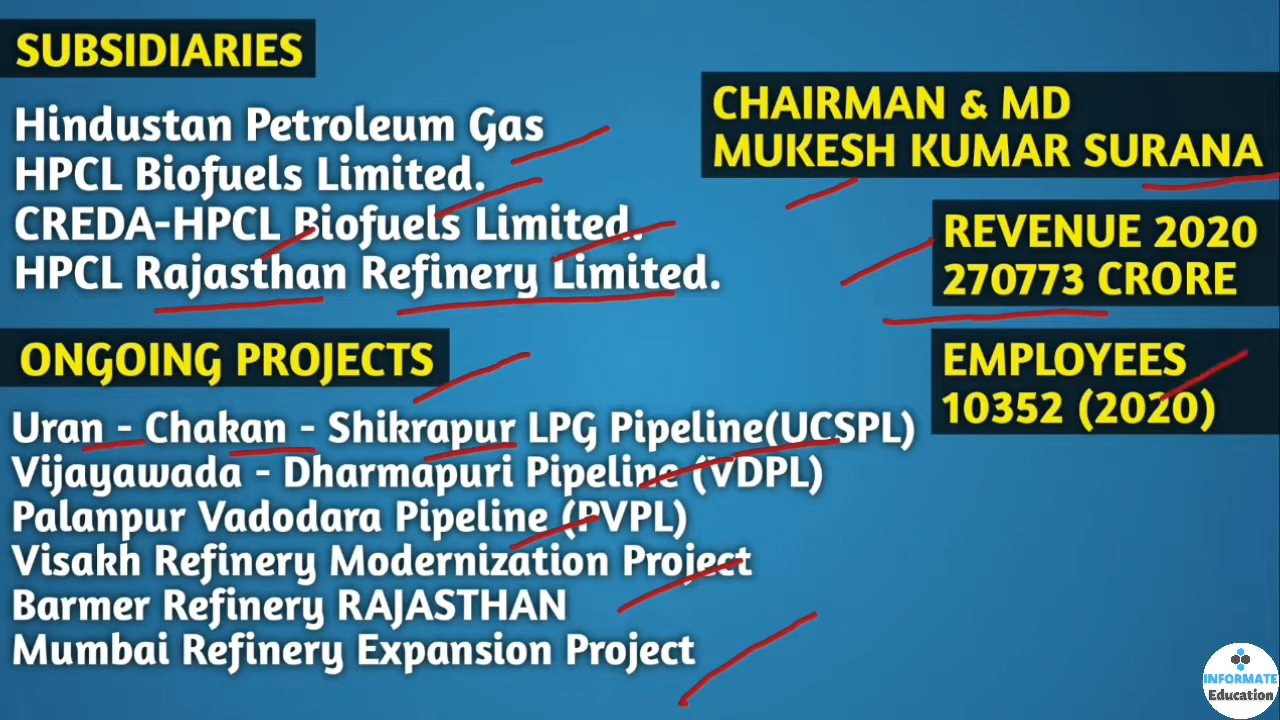 SUBSIDIARIES
Hindustan Petroleum Gas
HPCL Biofuels Limited.
CREDA-HPCL Biofuels Limited.
HPCL Rajasthan Refinery Limited.
CHAIRMAN & MD
MUKESH KUMAR SURANA
REVENUE 2020
270773 CRORE
EMPLOYEES
10352 (2020)
ONGOING PROJECTS
Uran - Chakan - Shikrapur LPG Pipeline(UCSPL)
Vijayawada - Dharmapuri Pipeline (VDPL)
Palanpur Vadodara Pipeline (PVPL)
Visakh Refinery Modernization Project
Barmer Refinery RAJASTHAN
Mumbai Refinery Expansion Project
INFORMATE
Education